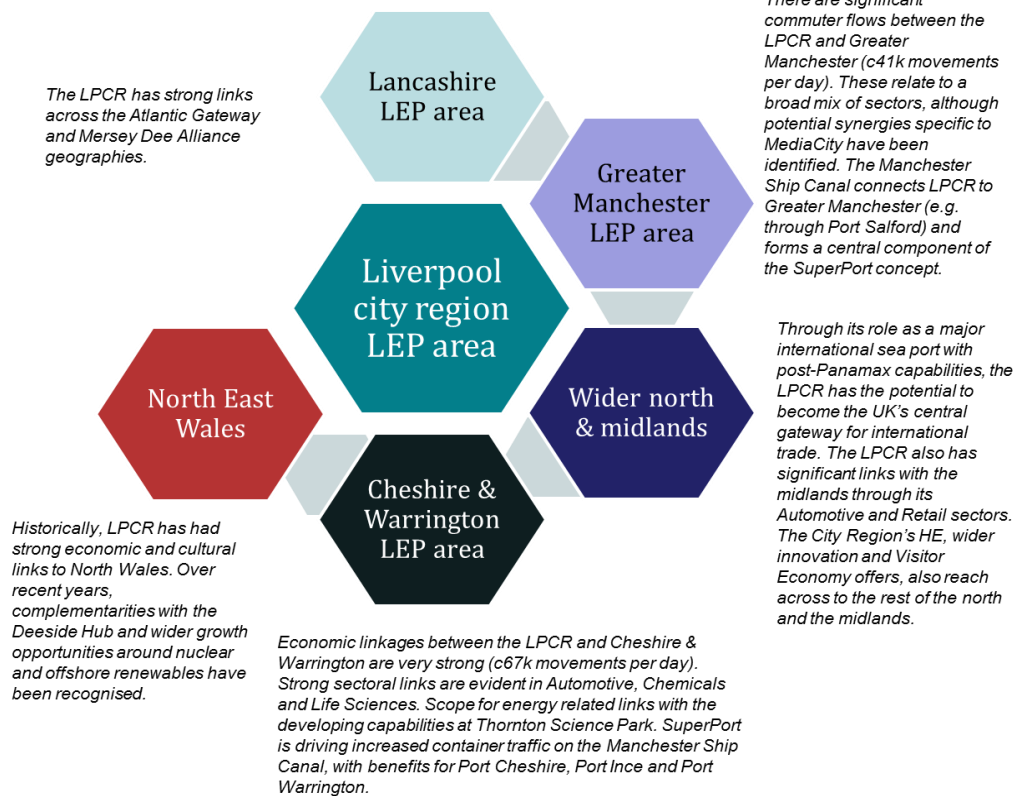 There are significant
commuter flows between the
LPCR and Greater
Manchester (c41k movements
per day). These relate to a
broad mix of sectors, although
potential synergies specific to
MediaCity have been
identified. The Manchester
Ship Canal connects LPCR to
Greater Manchester (e.g.
through Port Salford) and
forms a central component of
the SuperPort concept.
Lancashire
LEP area
The LPCR has strong links
across the Atlantic Gateway
and Mersey Dee Alliance
geographies.
Greater
Manchester
LEP area
Liverpool
city region
LEP area
Through its role as a major
international sea port with
post-Panamax capabilities, the
LPCR has the potential to
become the UK's central
gateway for international
trade. The LPCR also has
significant links with the
midlands through its
Automotive and Retail sectors.
The City Region's HE, wider
innovation and Visitor
Economy offers, also reach
across to the rest of the north
and the midlands.
North East
Wales
Wider north
& midlands
Cheshire &
Warrington
LEP area
Historically, LPCR has had
strong economic and cultural
links to North Wales. Over
recent years,
complementarities with the
Deeside Hub and wider growth
opportunities around nuclear
and offshore renewables have
been recognised.
Economic linkages between the LPCR and Cheshire &
Warrington are very strong (c67k movements per day).
Strong sectoral links are evident in Automotive, Chemicals
and Life Sciences. Scope for energy related links with the
developing capabilities at Thornton Science Park. SuperPort
is driving increased container traffic on the Manchester Ship
Canal, with benefits for Port Cheshire, Port Ince and Port
Warrington.